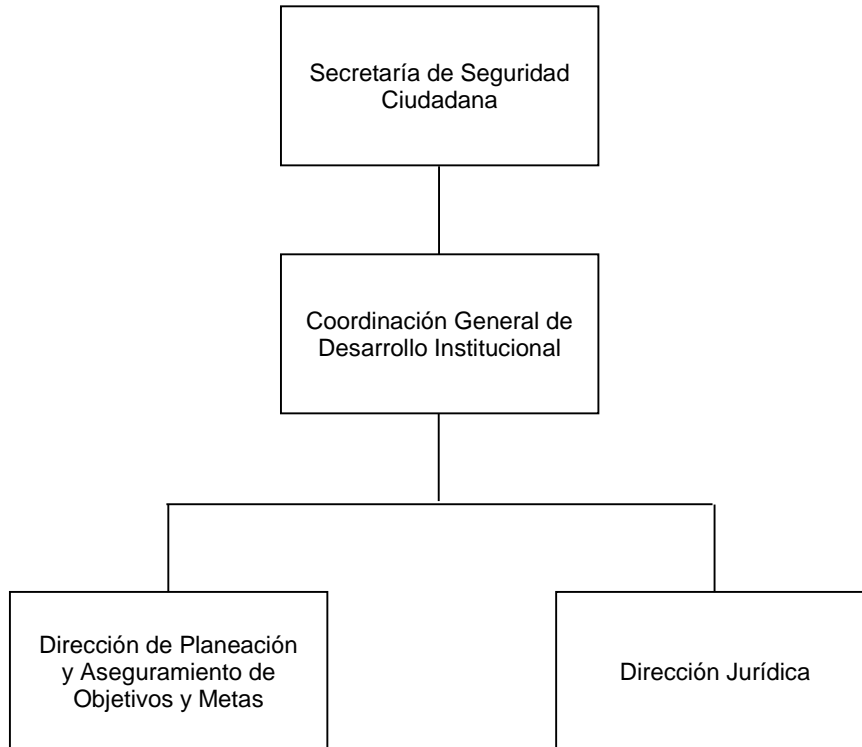 Secretaría de Seguridad
Ciudadana
Coordinación General de
Desarrollo Institucional
Dirección de Planeación
y Aseguramiento de
Objetivos y Metas
Dirección Jurídica